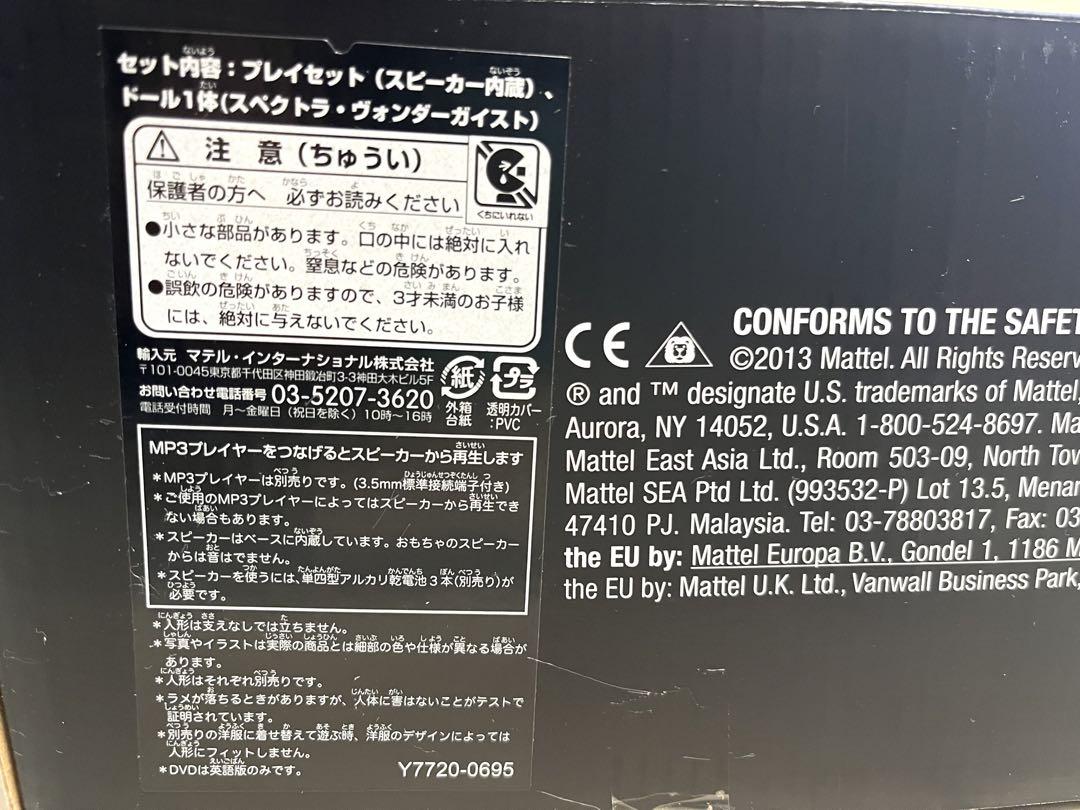 セット内容：プレイセット（スピーカー内蔵）、
ドール1体(スペクトラ・ヴォンダーガイスト)
注 意（ちゅうい）
くちにいれない
保護者の方へ 必ずお読みください
●小さな部品があります。口の中には絶対に入れ
ないでください。窒息などの危険があります。
●誤飲の危険がありますので、3才未満のお子様
には、絶対に与えないでください。
輸入元 マテル・インターナショナル株式会社
〒101-0045東京都千代田区神田鍛冶町3-3神田大木ビル5F
お問い合わせ電話番号 03-5207-3620
電話受付時間 月～金曜日（祝日を除く）10時～16時
紙
外箱
台紙
プラ
透明カバー
:PVC
MP3プレイヤーをつなげるとスピーカーから再生します
＊MP3プレイヤーは別売りです。(3.5mm標準接続端子付き)
＊ご使用のMP3プレイヤーによってはスピーカーから再生でき
ない場合もあります。
＊スピーカーはベースに内蔵しています。おもちゃのスピーカー
からは音はでません。
＊スピーカーを使うには、単四型アルカリ乾電池3本(別売り)が
必要です。
＊人形は支えなしでは立ちません。
＊写真やイラストは実際の商品とは細部の色や仕様が異なる場合が
あります。
＊人形はそれぞれ別売りです。
＊ラメが落ちるときがありますが、人体に害はないことがテストで
証明されています。
＊別売りの洋服に着せ替えて遊ぶ時、洋服のデザインによっては
人形にフィットしません。
＊DVDは英語版のみです。
Y7720-0695
CE
CONFORMS TO THE SAFET
©2013 Mattel. All Rights Reserv
® and ™ designate U.S. trademarks of Mattel,
Aurora, NY 14052, U.S.A. 1-800-524-8697. Ma
Mattel East Asia Ltd., Room 503-09, North Tow
Mattel SEA Ptd Ltd. (993532-P) Lot 13.5, Menar
47410 PJ. Malaysia. Tel: 03-78803817, Fax: 03
the EU by: Mattel Europa B.V., Gondel 1, 1186 M
the EU by: Mattel U.K. Ltd., Vanwall Business Park,